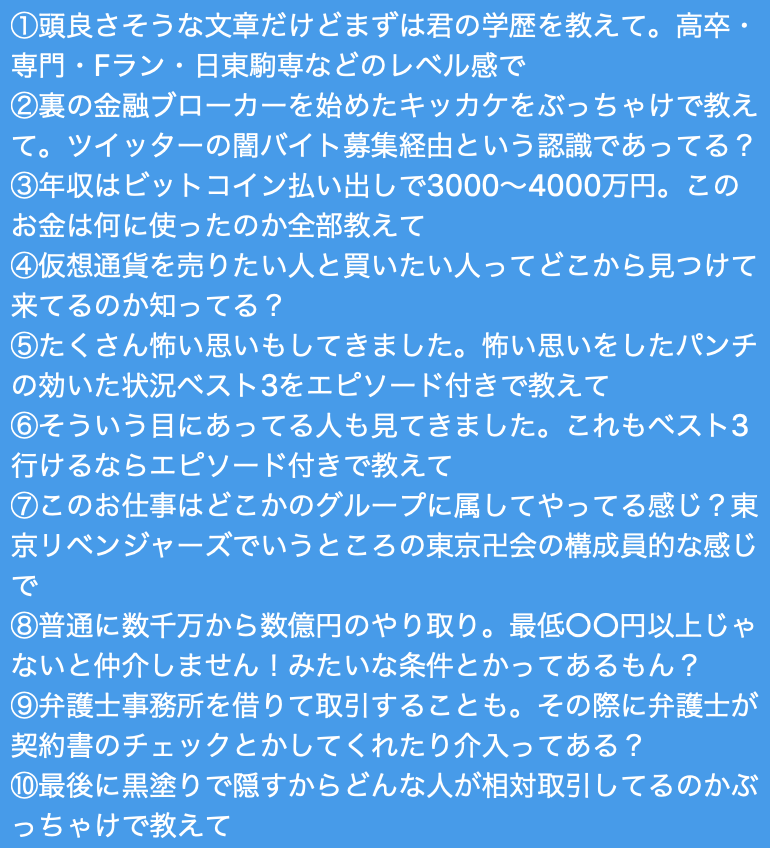 ①頭良さそうな文章だけどまずは君の学歴を教えて。高卒・
専門・Fラン・日東駒専などのレベル感で
②裏の金融ブローカーを始めたキッカケをぶっちゃけで教え
て。ツイッターの闇バイト募集経由という認識であってる？
③年収はビットコイン払い出しで3000〜4000万円。この
お金は何に使ったのか全部教えて
④仮想通貨を売りたい人と買いたい人ってどこから見つけて
来てるのか知ってる？
⑤たくさん怖い思いもしてきました。怖い思いをしたパンチ
の効いた状況ベスト3をエピソード付きで教えて
⑥そういう目にあってる人も見てきました。これもベスト3
行けるならエピソード付きで教えて
⑦このお仕事はどこかのグループに属してやってる感じ？東
京リベンジャーズでいうところの東京卍会の構成員的な感じ
で
⑧普通に数千万から数億円のやり取り。最低〇〇円以上じゃ
ないと仲介しません！みたいな条件とかってあるもん？
⑨弁護士事務所を借りて取引することも。その際に弁護士が
契約書のチェックとかしてくれたり介入ってある？
⑩最後に黒塗りで隠すからどんな人が相対取引してるのかぶ
っちゃけで教えて